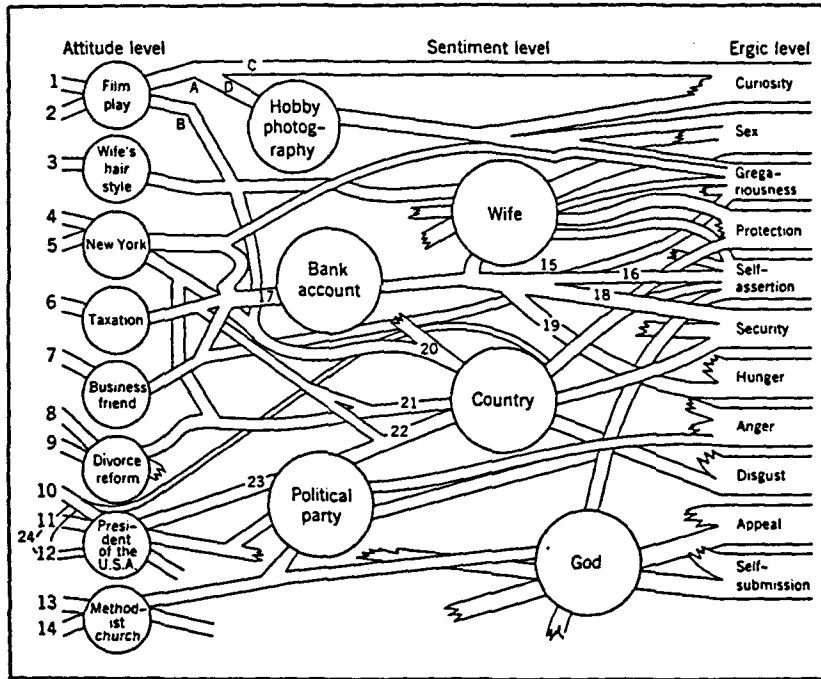 Attitude level
Sentiment level
Ergic level
1
2
Film
play
A
B
C
D
Hobby
photog-
raphy
Curiosity
Sex
3
Wife's
hair
style
Wife
Grega-
riousness
4
5
New York
Protection
Bank
account
15
16
Self-
assertion
17
18
6
Taxation
19
Security
20
7
Business
friend
Country
Hunger
21
22
8
9
Divorce
reform
Anger
23
Political
party
Disgust
10
11
24
12
Presi-
dent
of the
U.S.A.
God
Appeal
Self-
submission
13
14
Method-
ist
church